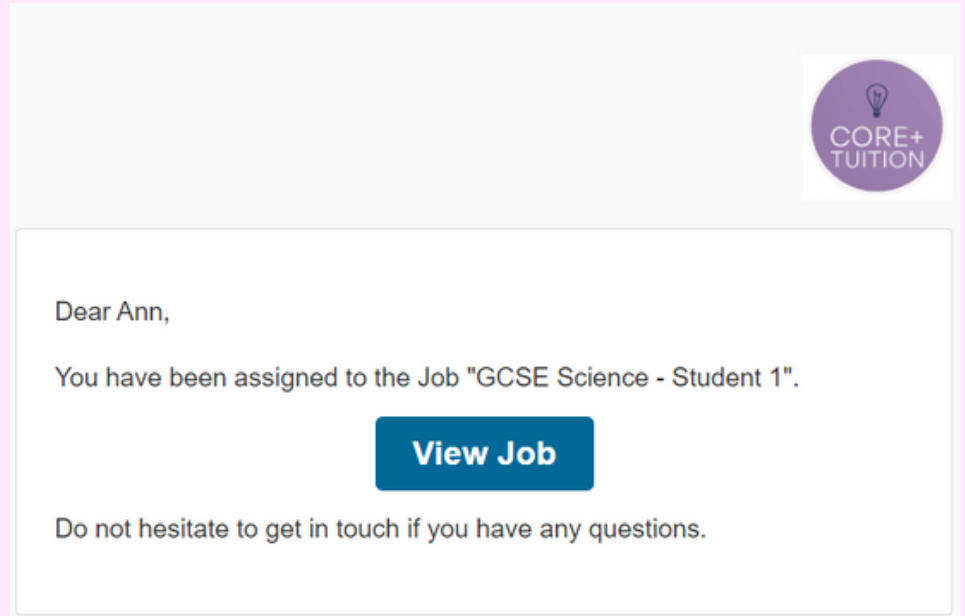 CORE+
TUITION
Dear Ann,
You have been assigned to the Job "GCSE Science - Student 1".
View Job
Do not hesitate to get in touch if you have any questions.